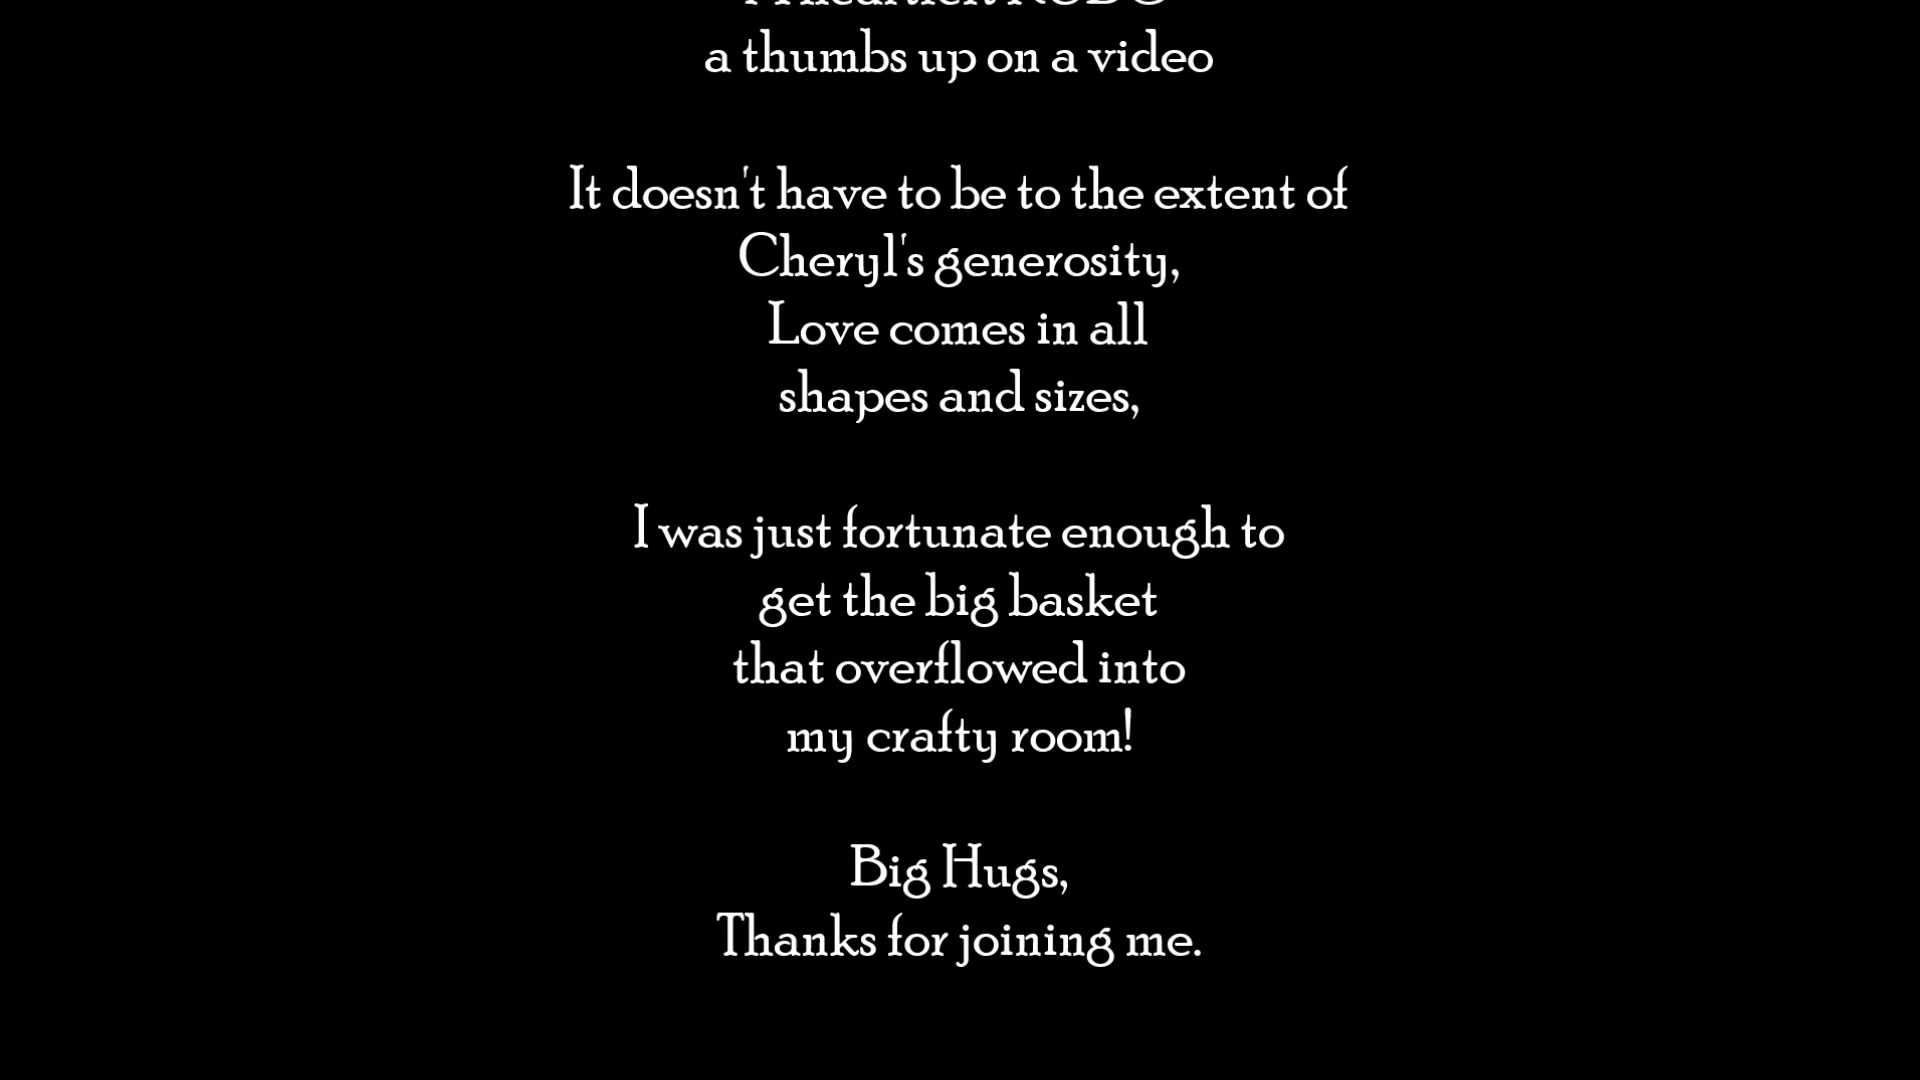 a thumbs up on a video
It doesn't have to be to the extent of
Cheryl's generosity,
Love comes in all
shapes and sizes,
I was just fortunate enough to
get the big basket
that overflowed into
my crafty room!
Big Hugs,
Thanks for joining me.